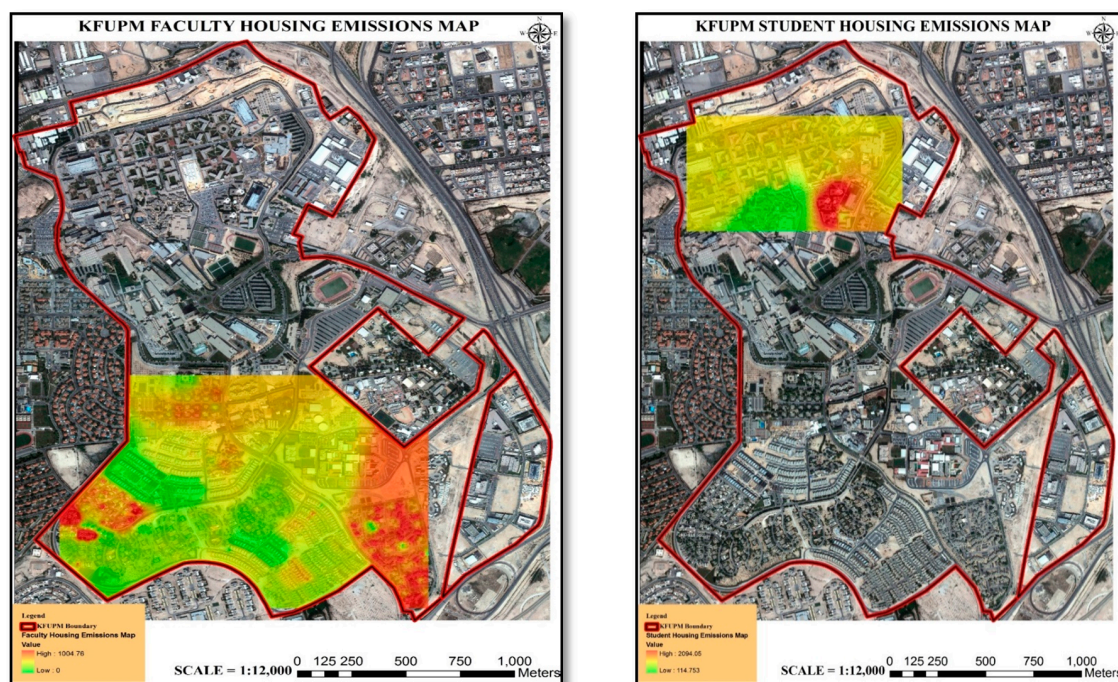 KFUPM FACULTY HOUSING EMISSIONS MAP
N
W
E
S
Legend
KFUPM Boundary
Faculty Housing Emissions Map
Value
High : 1004.76
Low : 0
SCALE = 1:12,000
0 125 250 500 750 1,000
Meters
KFUPM STUDENT HOUSING EMISSIONS MAP
N
W
E
S
Legend
KFUPM Boundary
Student Housing Emissions Map
Value
High : 2094.05
Low : 114.753
SCALE = 1:12,000
0 125 250 500 750 1,000
Meters